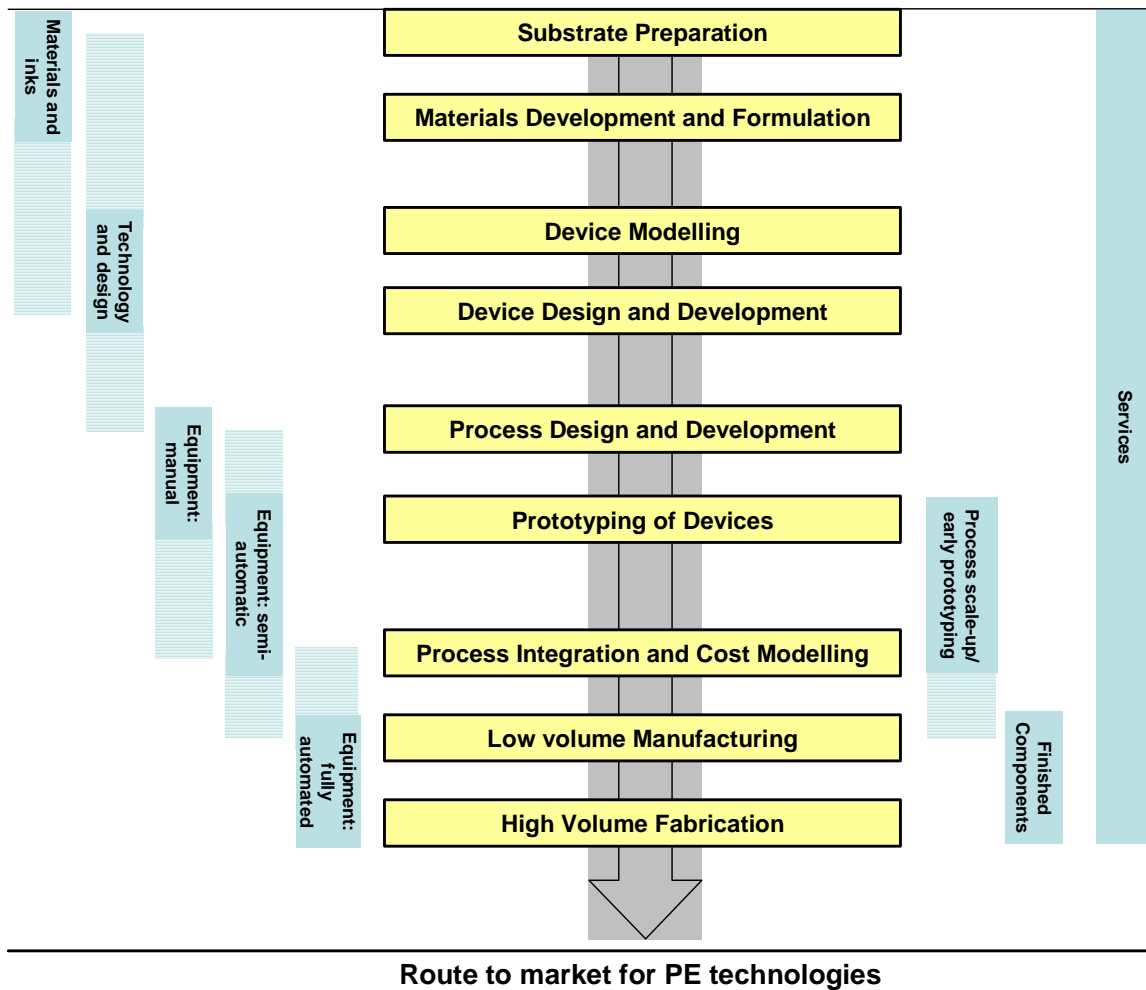 Substrate Preparation
Materials Development and Formulation
Device Modelling
Device Design and Development
Process Design and Development
Prototyping of Devices
Process Integration and Cost Modelling
Low volume Manufacturing
High Volume Fabrication
Materials and
inks
Technology
and design
Equipment:
manual
Equipment: semi-
automatic
Equipment:
fully
automated
Process scale-up/
early prototyping
Finished
Components
Services
Route to market for PE technologies